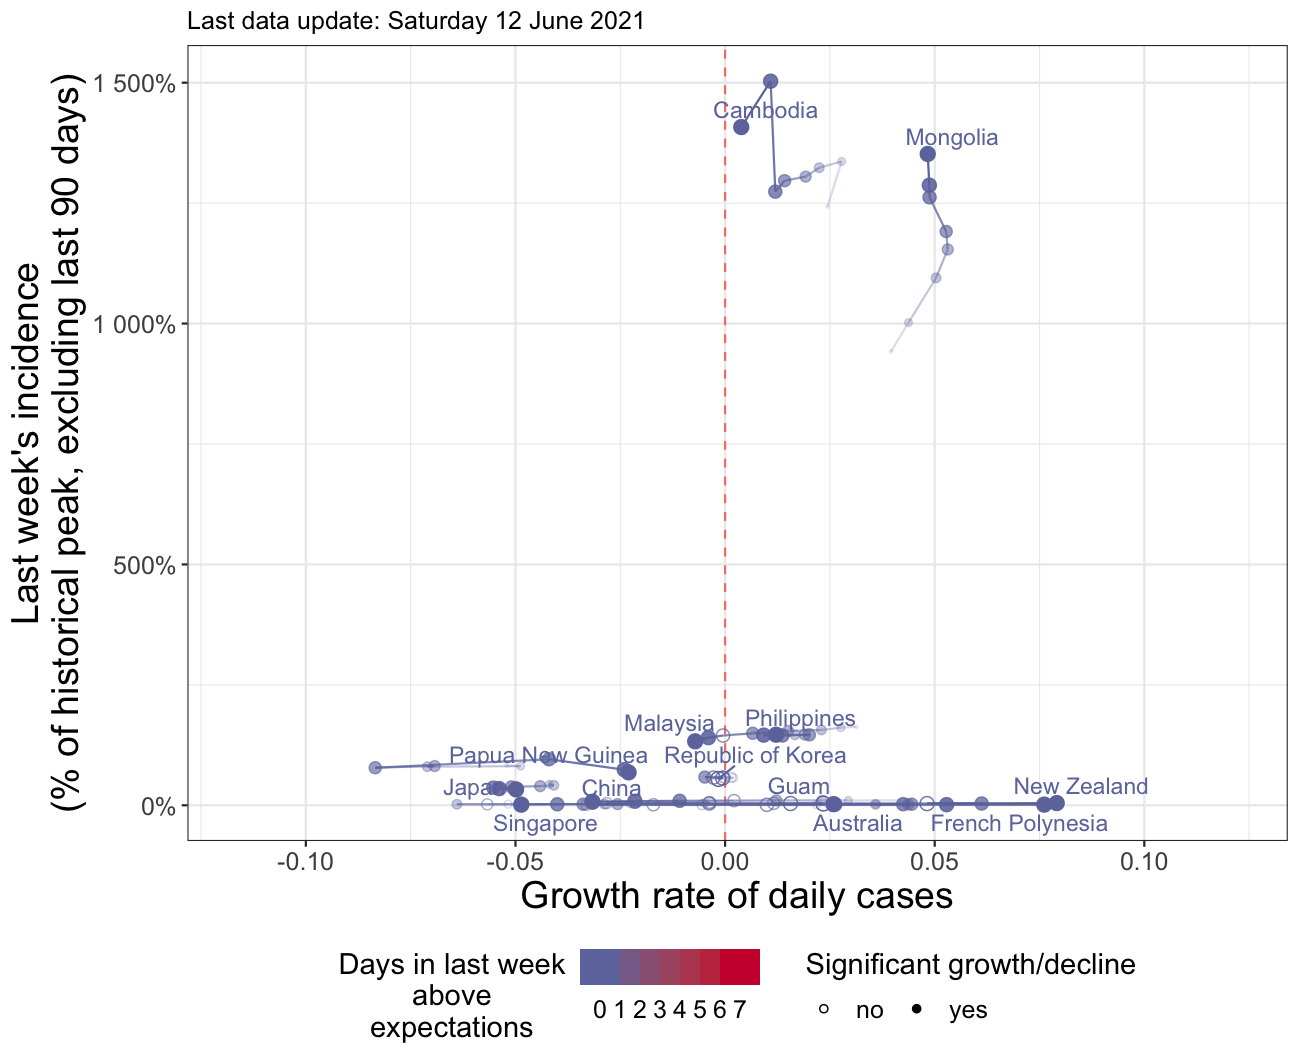 Last data update: Saturday 12 June 2021
Last week's incidence
(% of historical peak, excluding last 90 days)
1 500%
1 000%
500%
0%
Cambodia
Mongolia
Malaysia
Philippines
Papua New Guinea
Republic of Korea
Japa
China
Guam
New Zealand
Singapore
Australia
French Polynesia
-0.10
-0.05
0.00
0.05
0.10
Growth rate of daily cases
Days in last week
above
expectations
0 1 2 3 4 5 6 7
Significant growth/decline
no
yes